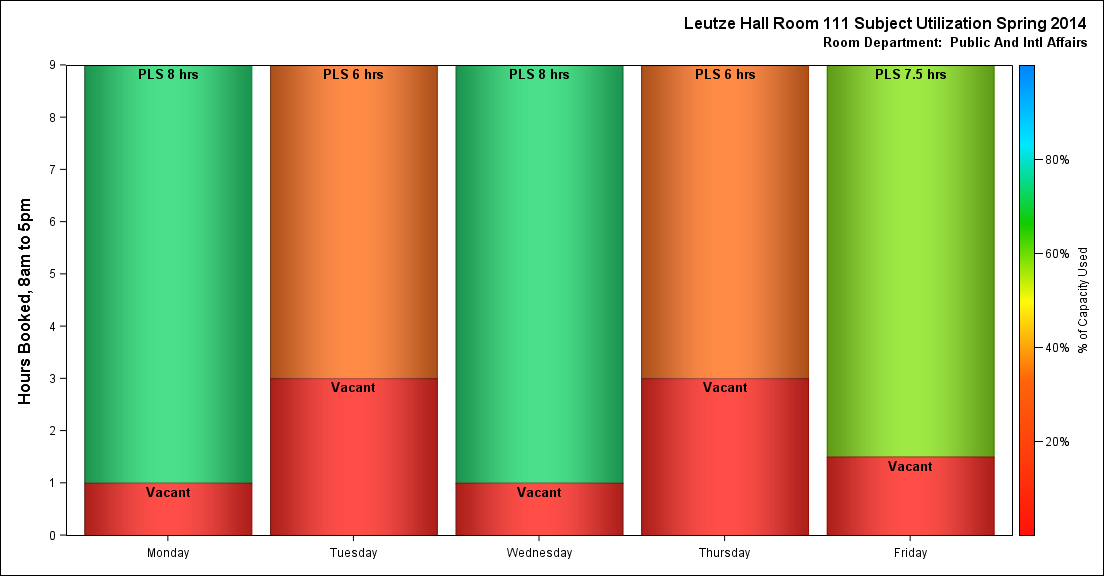 Leutze Hall Room 111 Subject Utilization Spring 2014
Room Department: Public And Intl Affairs
Hours Booked, 8am to 5pm
9
8
7
6
5
4
3
2
1
0
PLS 8 hrs
PLS 6 hrs
PLS 8 hrs
PLS 6 hrs
PLS 7.5 hrs
Vacant
Vacant
Vacant
Vacant
Vacant
Monday
Tuesday
Wednesday
Thursday
Friday
80%
60%
40%
20%
% of Capacity Used